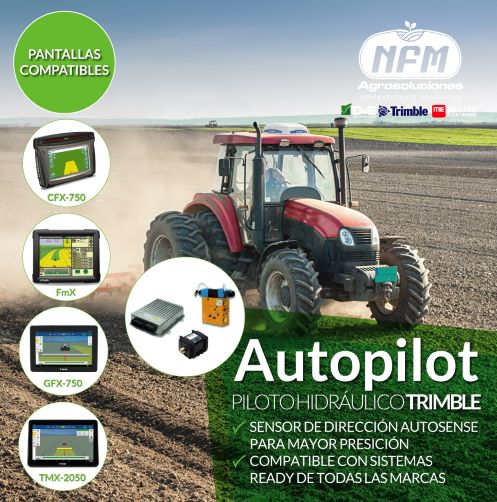 PANTALLAS
COMPATIBLES
NFM
Agrosoluciones
Trimble
CFX-750
FmX
GFX-750
TMX-2050
Autopilot
PILOTO HIDRÁULICO TRIMBLE
✓ SENSOR DE DIRECCIÓN AUTOSENSE
PARA MAYOR PRESICIÓN
✓ COMPATIBLE CON SISTEMAS
READY DE TODAS LAS MARCAS